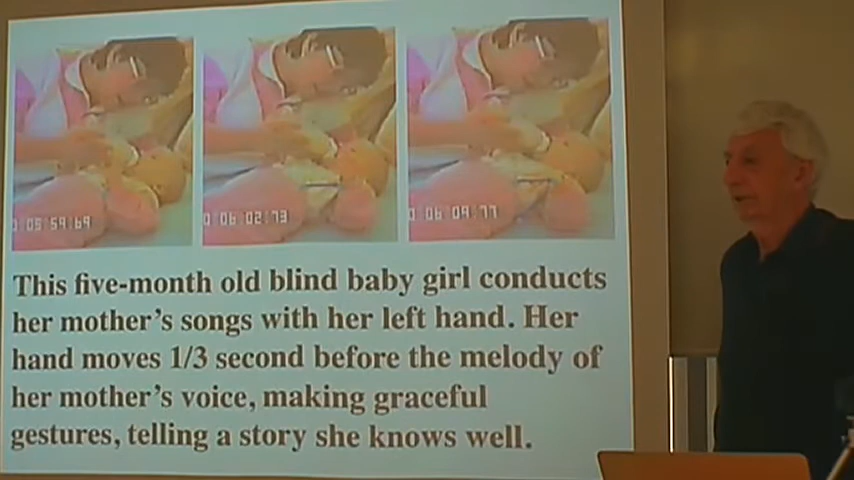 0:05:59:69 0:06:02:73 0:06:09:77
This five-month old blind baby girl conducts
her mother's songs with her left hand. Her
hand moves 1/3 second before the melody of
her mother's voice, making graceful
gestures, telling a story she knows well.